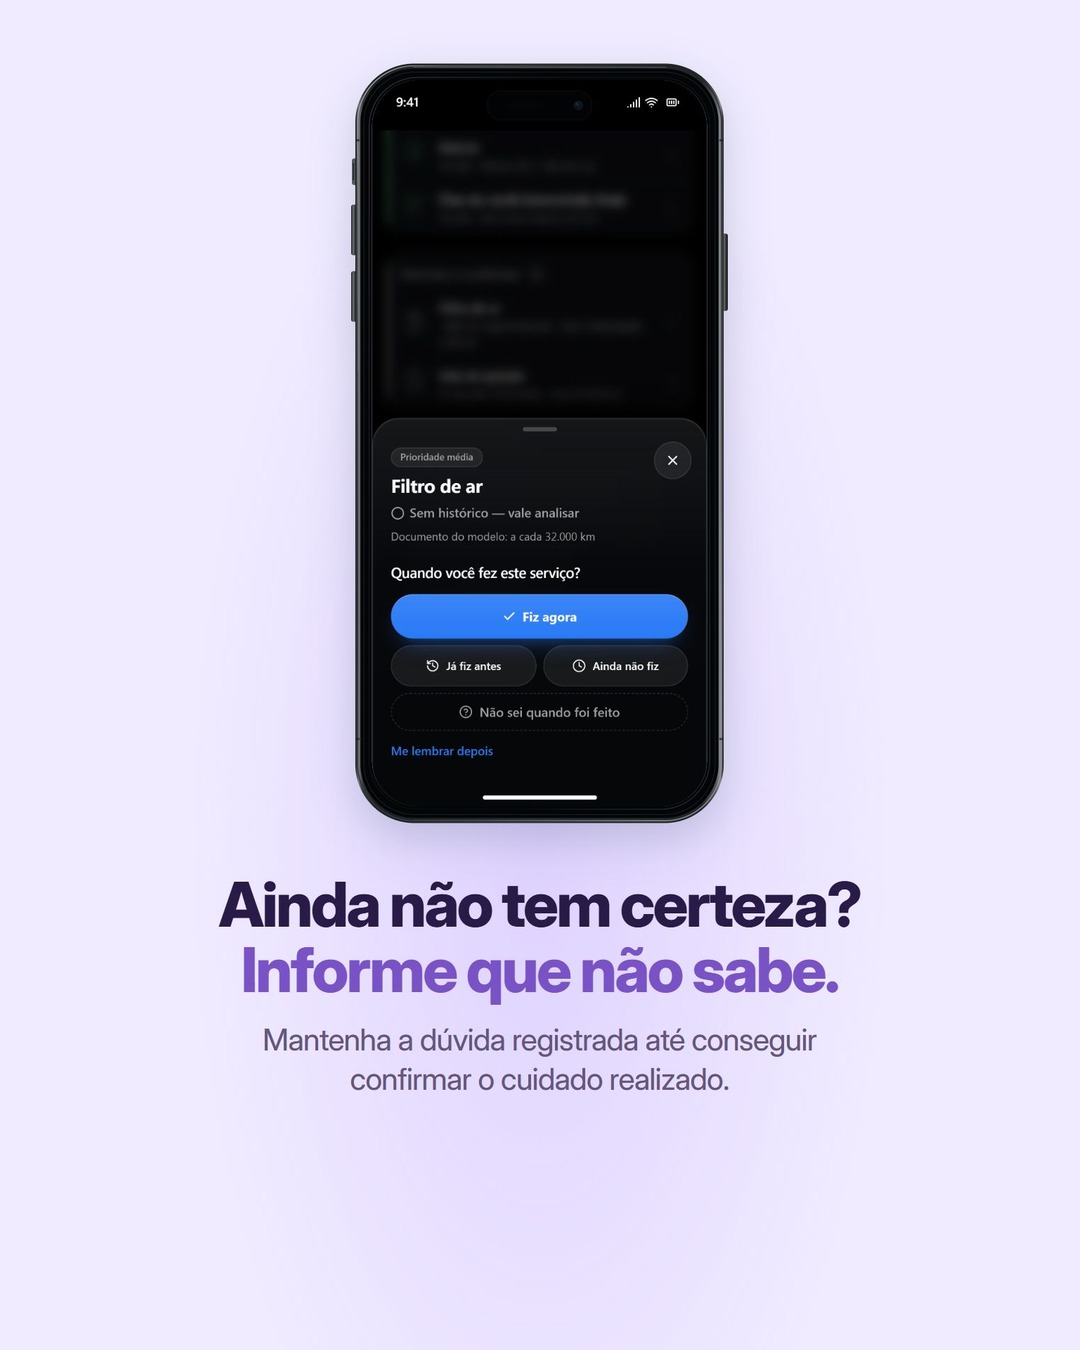 9:41
Prioridade média
Filtro de ar
Sem histórico — vale analisar
Documento do modelo: a cada 32.000 km
Quando você fez este serviço?
Fiz agora
Já fiz antes
Ainda não fiz
Não sei quando foi feito
Me lembrar depois
Ainda não tem certeza?
Informe que não sabe.
Mantenha a dúvida registrada até conseguir
confirmar o cuidado realizado.